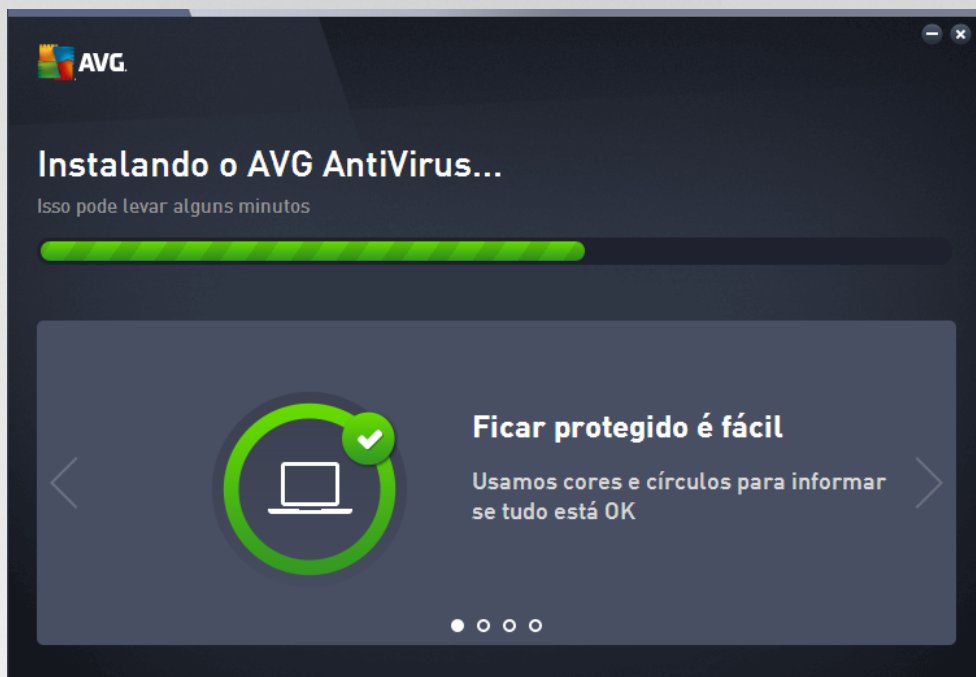 AVG
Instalando o AVG AntiVirus...
Isso pode levar alguns minutos
Ficar protegido é fácil
Usamos cores e círculos para informar
se tudo está OK